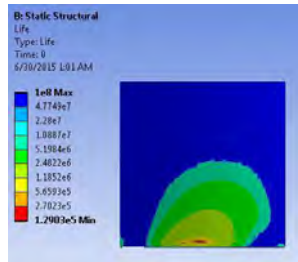 B: Static Structural
Life
Type: Life
Time: 0
6/30/2015 1:01 AM
1e8 Max
4.7749e7
2.28e7
1.0887e7
5.1984e6
2.4822e6
1.1852e6
5.6593e5
2.7023e5
1.2903e5 Min